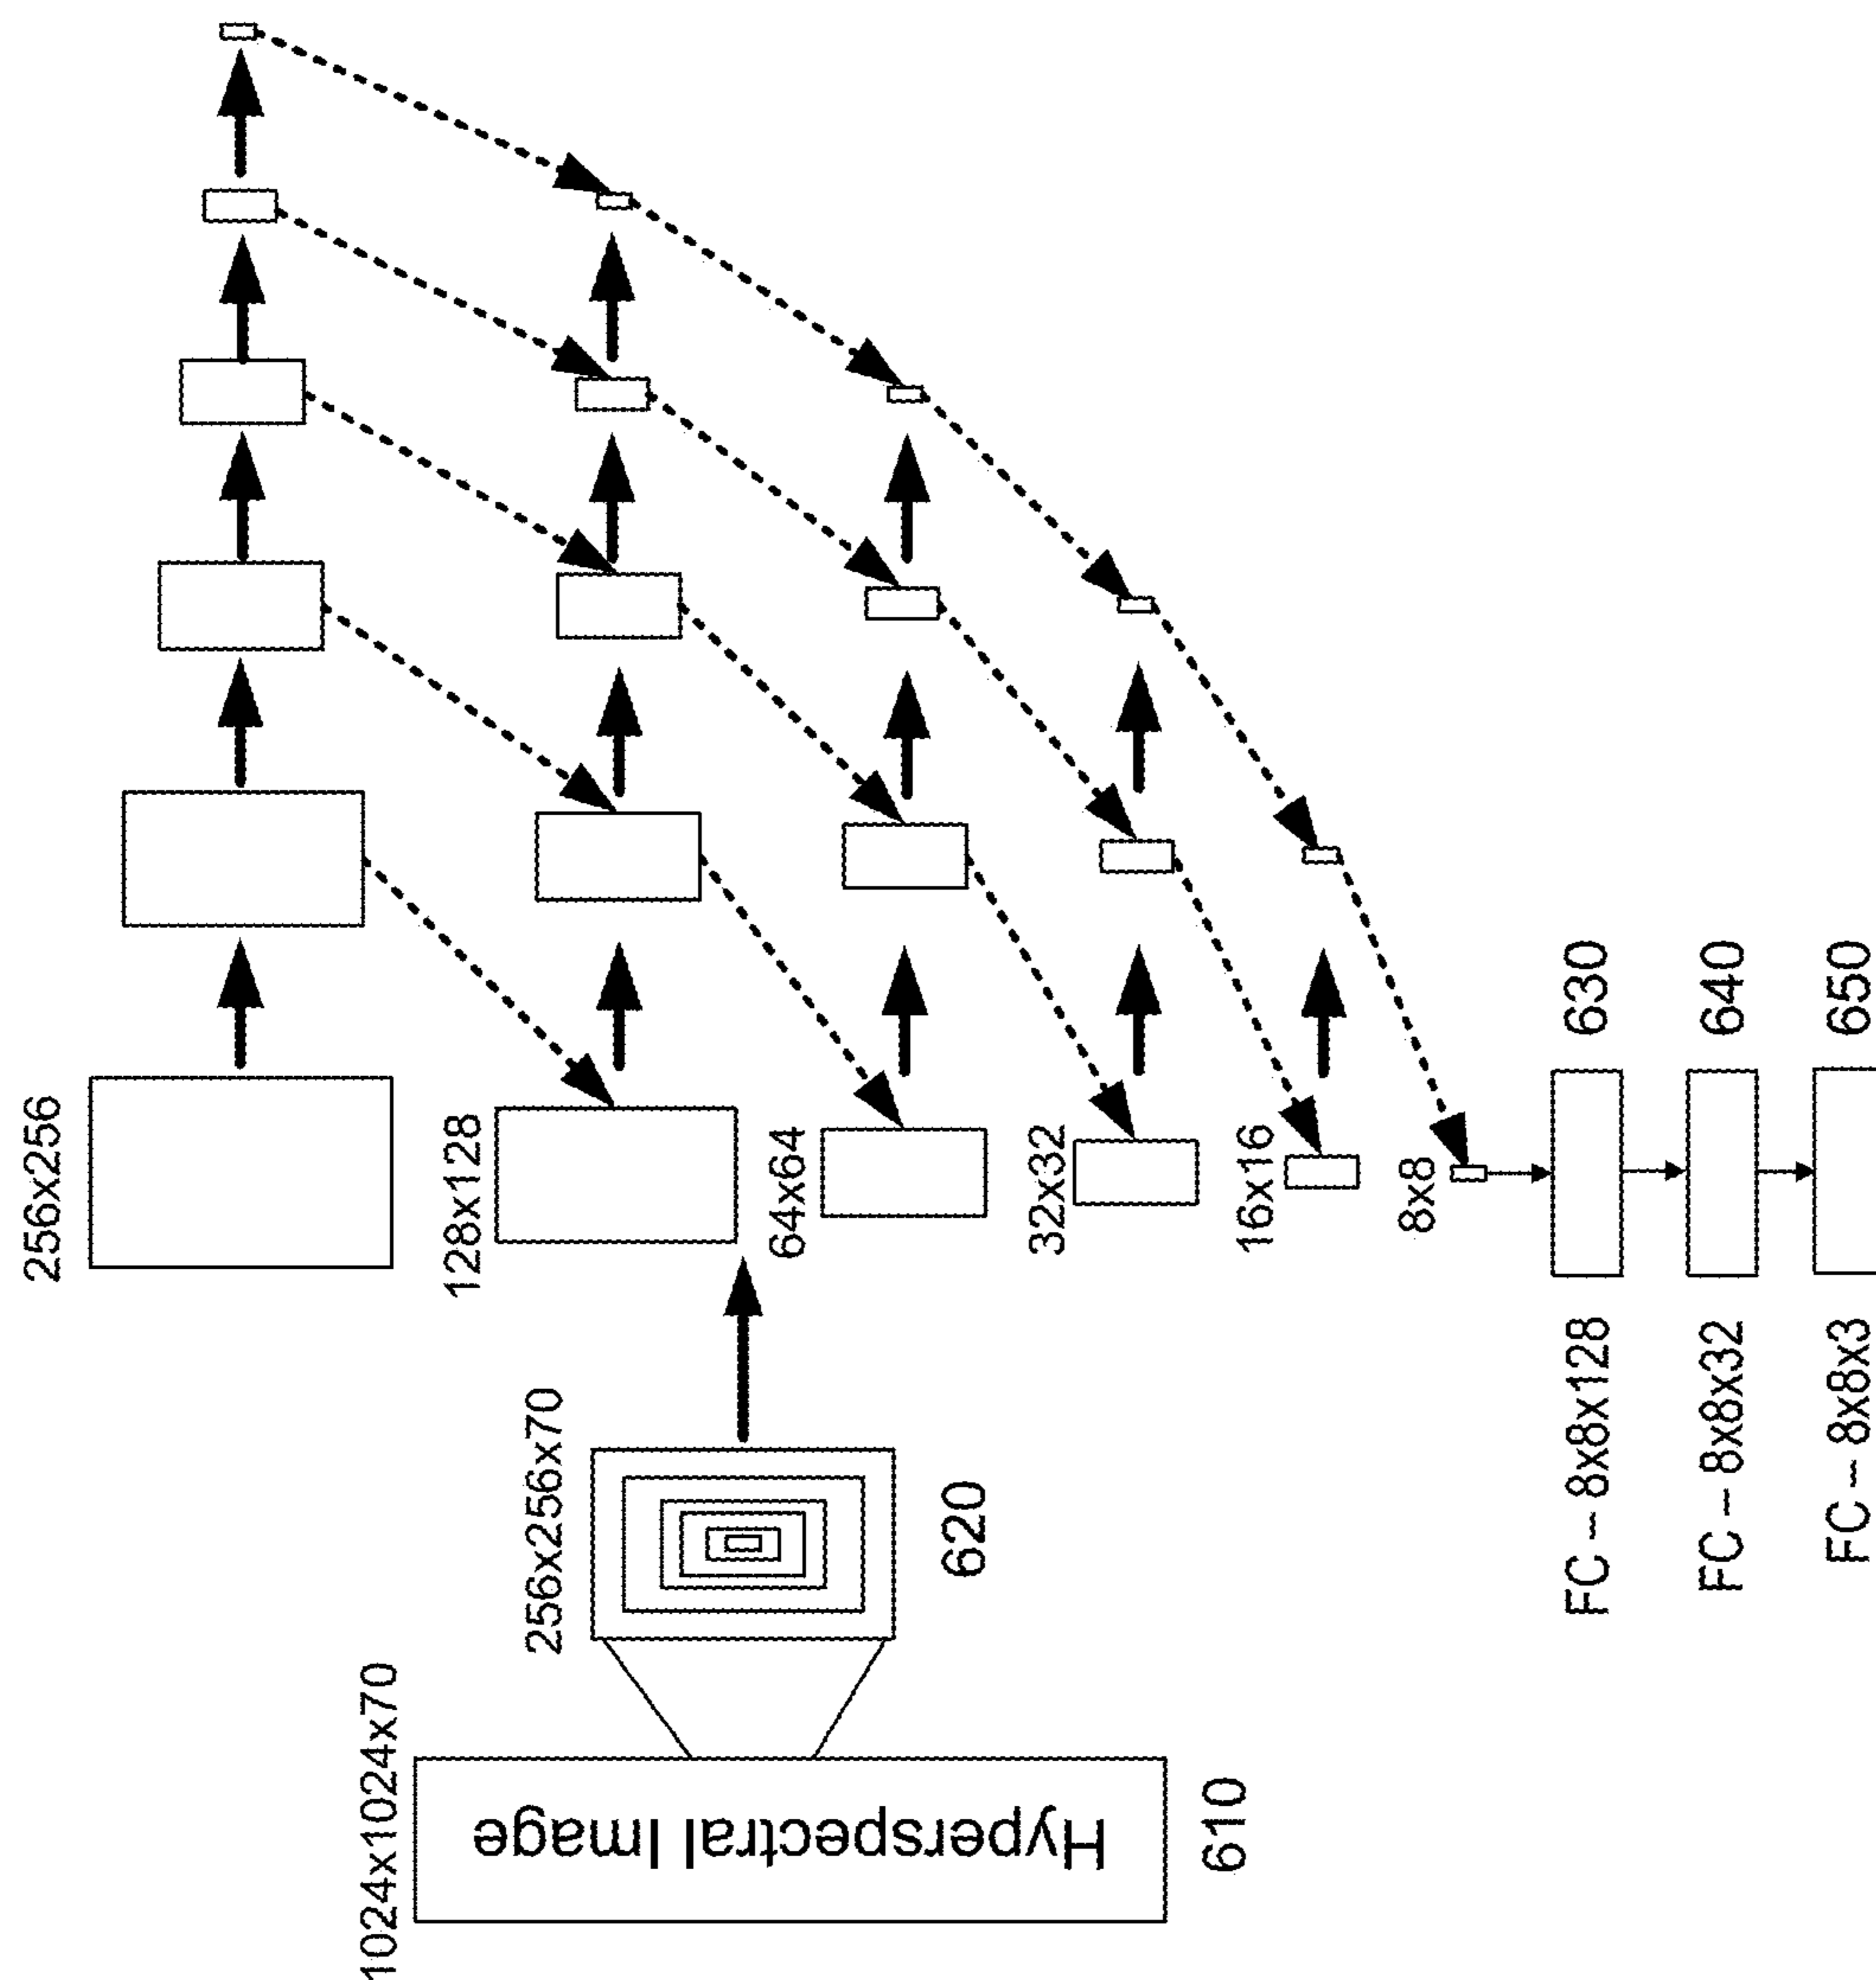 1024x1024x70
Hyperspectral Image
610
256x256x70
620
256x256
128x128
64x64
32x32
16x16
8x8
FC – 8x8x128
630
FC – 8x8x32
640
FC – 8x8x3
650